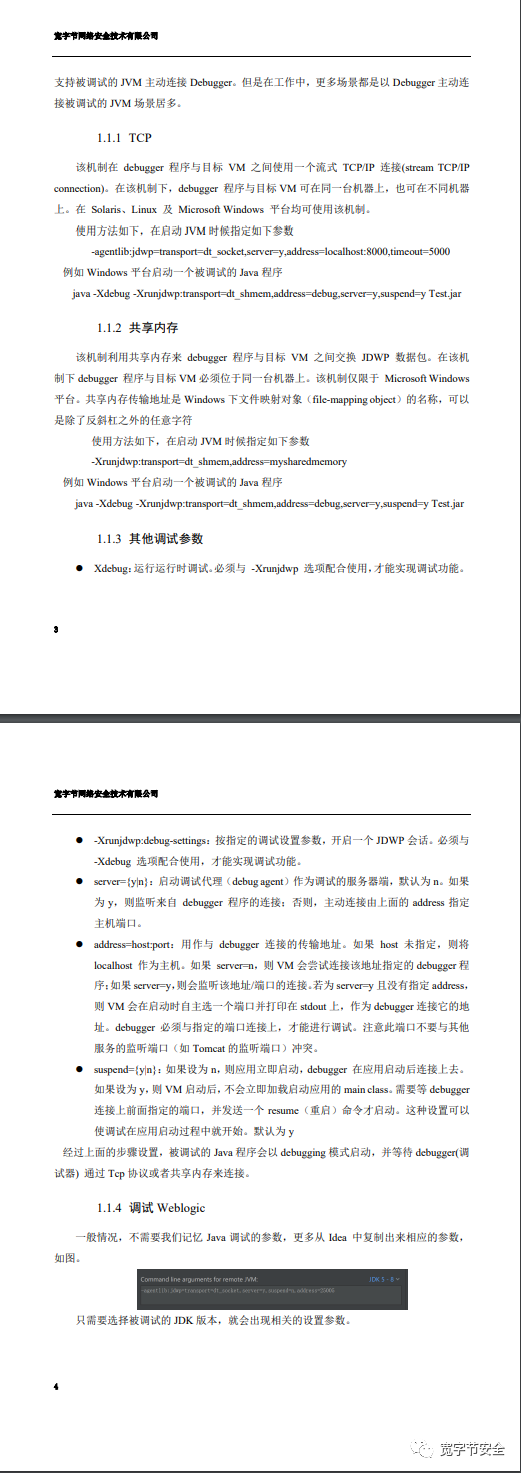 宽字节网络安全技术有限公司
支持被调试的 JVM 主动连接 Debugger。但是在工作中，更多场景都是以 Debugger 主动连
接被调试的 JVM 场景居多。
1.1.1 TCP
该机制在 debugger 程序与目标 VM 之间使用一个流式 TCP/IP 连接(stream TCP/IP
connection)。在该机制下，debugger 程序与目标 VM 可在同一台机器上，也可在不同机器
上。在 Solaris、Linux 及 Microsoft Windows 平台均可使用该机制。
使用方法如下，在启动 JVM 时候指定如下参数
-agentlib:jdwp=transport=dt_socket,server=y,address=localhost:8000,timeout=5000
例如 Windows 平台启动一个被调试的 Java 程序
java -Xdebug -Xrunjdwp:transport=dt_shmem,address=debug,server=y,suspend=y Test.jar
1.1.2 共享内存
该机制利用共享内存来 debugger 程序与目标 VM 之间交换 JDWP 数据包。在该机
制下 debugger 程序与目标 VM 必须位于同一台机器上。该机制仅限于 Microsoft Windows
平台。共享内存传输地址是 Windows 下文件映射对象（file-mapping object）的名称，可以
是除了反斜杠之外的任意字符
使用方法如下，在启动 JVM 时候指定如下参数
-Xrunjdwp:transport=dt_shmem,address=mysharedmemory
例如 Windows 平台启动一个被调试的 Java 程序
java -Xdebug -Xrunjdwp:transport=dt_shmem,address=debug,server=y,suspend=y Test.jar
1.1.3 其他调试参数
● Xdebug：运行运行时调试。必须与 -Xrunjdwp 选项配合使用，才能实现调试功能。
3
宽字节网络安全技术有限公司
● -Xrunjdwp:debug-settings：按指定的调试设置参数，开启一个 JDWP 会话。必须与
-Xdebug 选项配合使用，才能实现调试功能。
● server={y|n}：启动调试代理（debug agent）作为调试的服务器端，默认为 n。如果
为 y，则监听来自 debugger 程序的连接；否则，主动连接由上面的 address 指定
主机端口。
● address=host:port：用作与 debugger 连接的传输地址。如果 host 未指定，则将
localhost 作为主机。如果 server=n，则 VM 会尝试连接该地址指定的 debugger 程
序；如果 server=y，则会监听该地址/端口的连接。若为 server=y 且没有指定 address，
则 VM 会在启动时自主选一个端口并打印在 stdout 上，作为 debugger 连接它的地
址。debugger 必须与指定的端口连接上，才能进行调试。注意此端口不要与其他
服务的监听端口（如 Tomcat 的监听端口）冲突。
● suspend={y|n}：如果设为 n，则应用立即启动，debugger 在应用启动后连接上去。
如果设为 y，则 VM 启动后，不会立即加载启动应用的 main class。需要等 debugger
连接上前面指定的端口，并发送一个 resume（重启）命令才启动。这种设置可以
使调试在应用启动过程中就开始。默认为 y
经过上面的步骤设置，被调试的 Java 程序会以 debugging 模式启动，并等待 debugger(调
试器) 通过 Tcp 协议或者共享内存来连接。
1.1.4 调试 Weblogic
一般情况，不需要我们记忆 Java 调试的参数，更多从 Idea 中复制出来相应的参数，
如图。
Command line arguments for remote JVM: JDK 5 - 8
-agentlib:jdwp=transport=dt_socket,server=y,suspend=n,address=25005
只需要选择被调试的 JDK 版本，就会出现相关的设置参数。
4
宽字节安全